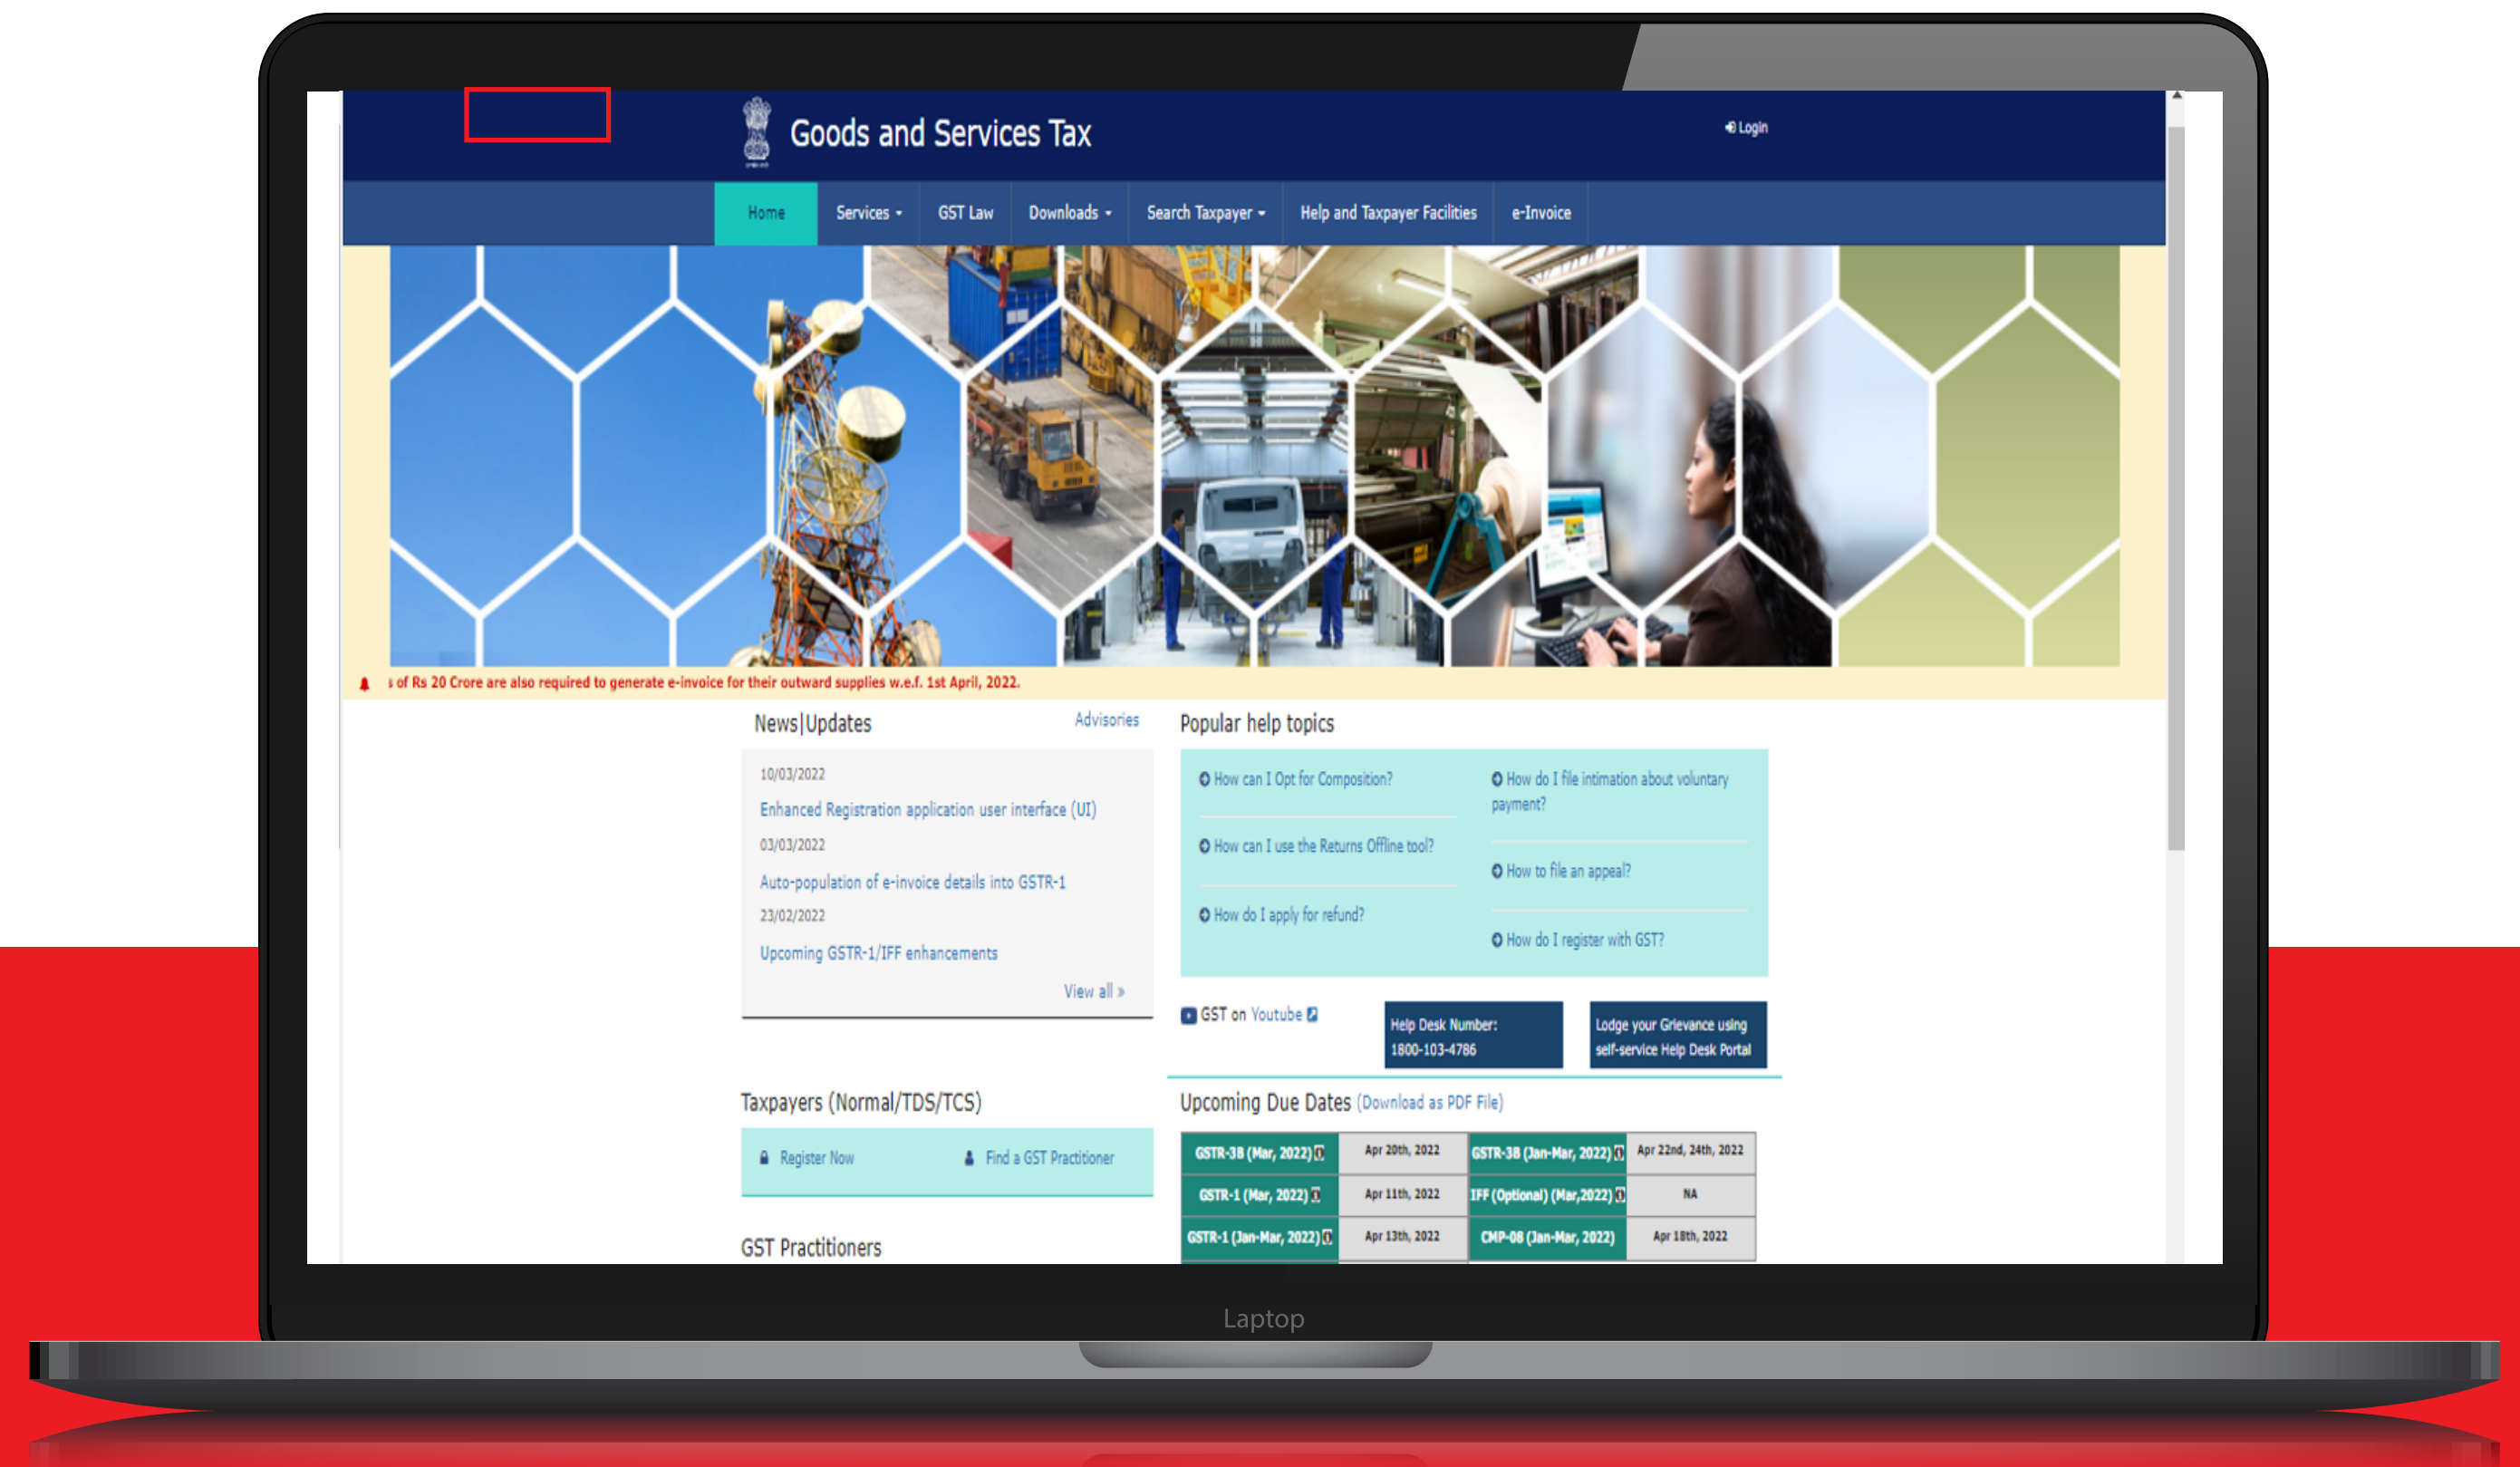 Goods and Services Tax
Login
Home Services GST Law Downloads Search Taxpayer Help and Taxpayer Facilities e-Invoice
s of Rs 20 Crore are also required to generate e-invoice for their outward supplies w.e.f. 1st April, 2022.
News|Updates Advisories
10/03/2022
Enhanced Registration application user interface (UI)
03/03/2022
Auto-population of e-invoice details into GSTR-1
23/02/2022
Upcoming GSTR-1/IFF enhancements
View all »
Popular help topics
How can I Opt for Composition?
How can I use the Returns Offline tool?
How do I apply for refund?
How do I file intimation about voluntary
payment?
How to file an appeal?
How do I register with GST?
GST on Youtube
Help Desk Number:
1800-103-4786
Lodge your Grievance using
self-service Help Desk Portal
Taxpayers (Normal/TDS/TCS)
Register Now Find a GST Practitioner
GST Practitioners
Upcoming Due Dates (Download as PDF File)
GSTR-3B (Mar, 2022) Apr 20th, 2022 GSTR-3B (Jan-Mar, 2022) Apr 22nd, 24th, 2022
GSTR-1 (Mar, 2022) Apr 11th, 2022 IFF (Optional) (Mar,2022) NA
GSTR-1 (Jan-Mar, 2022) Apr 13th, 2022 CMP-08 (Jan-Mar, 2022) Apr 18th, 2022
Laptop